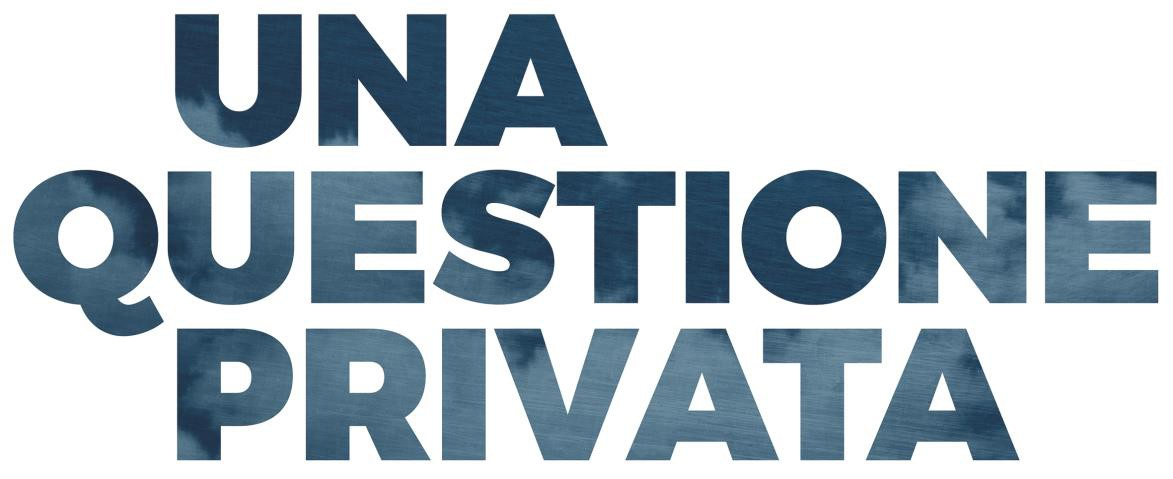 UNA
QUESTIONE
PRIVATA